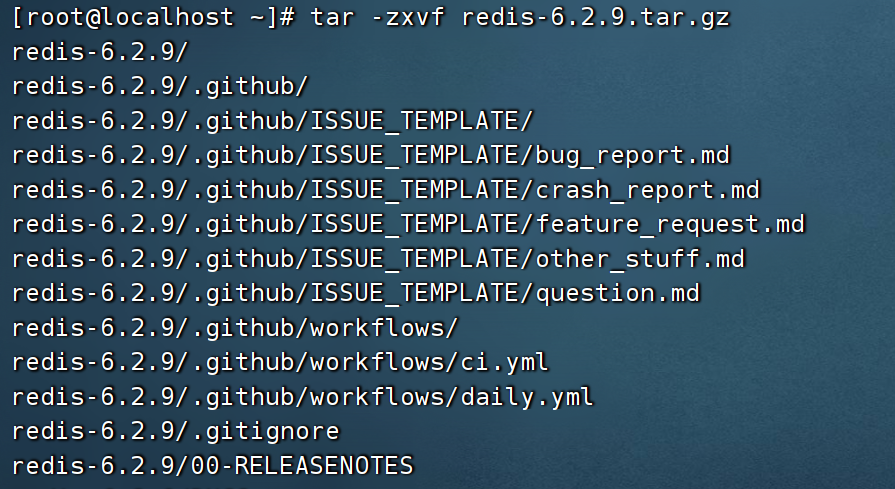 [root@localhost ~]# tar -zxvf redis-6.2.9.tar.gz
redis-6.2.9/
redis-6.2.9/.github/
redis-6.2.9/.github/ISSUE_TEMPLATE/
redis-6.2.9/.github/ISSUE_TEMPLATE/bug_report.md
redis-6.2.9/.github/ISSUE_TEMPLATE/crash_report.md
redis-6.2.9/.github/ISSUE_TEMPLATE/feature_request.md
redis-6.2.9/.github/ISSUE_TEMPLATE/other_stuff.md
redis-6.2.9/.github/ISSUE_TEMPLATE/question.md
redis-6.2.9/.github/workflows/
redis-6.2.9/.github/workflows/ci.yml
redis-6.2.9/.github/workflows/daily.yml
redis-6.2.9/.gitignore
redis-6.2.9/00-RELEASENOTES